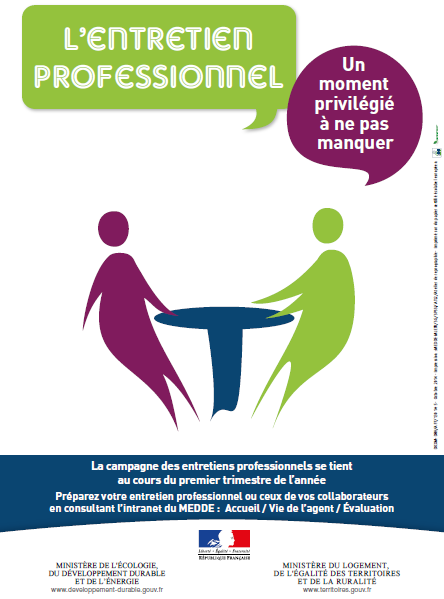 L'ENTRETIEN
PROFESSIONNEL
Un
moment
privilégié
à ne pas
manquer
La campagne des entretiens professionnels se tient
au cours du premier trimestre de l'année
Préparez votre entretien professionnel ou ceux de vos collaborateurs
en consultant l'intranet du MEDDE : Accueil / Vie de l'agent / Évaluation
Liberté • Égalité • Fraternité
RÉPUBLIQUE FRANÇAISE
MINISTÈRE DE L'ÉCOLOGIE,
DU DÉVELOPPEMENT DURABLE
ET DE L'ÉNERGIE
www.developpement-durable.gouv.fr
MINISTÈRE DU LOGEMENT,
DE L'ÉGALITÉ DES TERRITOIRES
ET DE LA RURALITÉ
www.territoires.gouv.fr